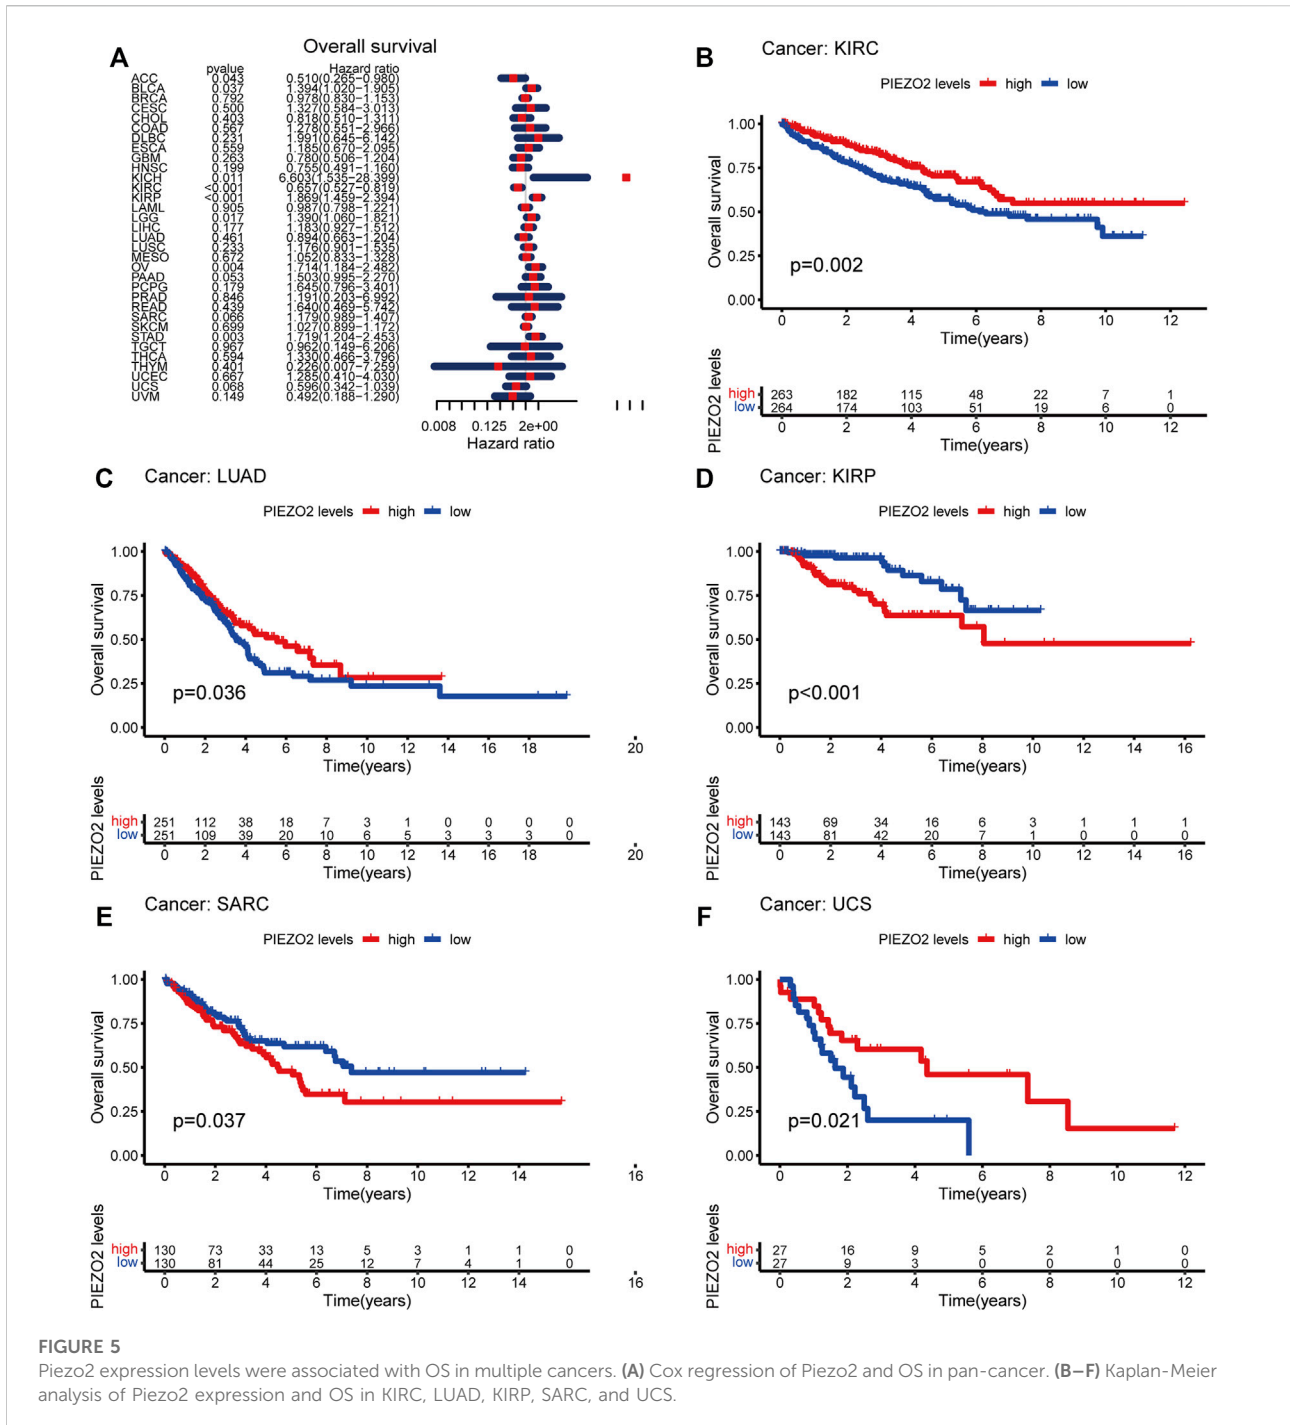 A
Overall survival
pvalue Hazard ratio
ACC 0.043 0.510(0.265−0.980)
BLCA 0.037 1.394(1.020−1.905)
BRCA 0.792 0.978(0.830−1.153)
CESC 0.500 1.327(0.584−3.013)
CHOL 0.403 0.818(0.510−1.311)
COAD 0.567 1.278(0.551−2.966)
DLBC 0.231 1.991(0.645−6.142)
ESCA 0.559 1.185(0.670−2.095)
GBM 0.263 0.780(0.506−1.204)
HNSC 0.199 0.755(0.491−1.160)
KICH 0.011 6.603(1.535−28.399)
KIRC <0.001 0.657(0.527−0.819)
KIRP <0.001 1.869(1.459−2.394)
LAML 0.905 0.987(0.798−1.221)
LGG 0.017 1.390(1.060−1.821)
LIHC 0.177 1.183(0.927−1.512)
LUAD 0.461 0.894(0.663−1.204)
LUSC 0.233 1.176(0.901−1.535)
MESO 0.672 1.052(0.833−1.328)
OV 0.004 1.714(1.184−2.482)
PAAD 0.053 1.503(0.995−2.270)
PCPG 0.179 1.645(0.796−3.401)
PRAD 0.846 1.191(0.203−6.992)
READ 0.439 1.640(0.469−5.742)
SARC 0.066 1.179(0.989−1.407)
SKCM 0.699 1.027(0.899−1.172)
STAD 0.003 1.719(1.204−2.453)
TGCT 0.967 0.962(0.149−6.206)
THCA 0.594 1.330(0.466−3.796)
THYM 0.401 0.226(0.007−7.259)
UCEC 0.667 1.285(0.410−4.030)
UCS 0.068 0.596(0.342−1.039)
UVM 0.149 0.492(0.188−1.290)
0.008 0.125 2e+00
Hazard ratio
B
Cancer: KIRC
PIEZO2 levels high low
Overall survival
1.00
0.75
0.50
0.25
0.00
p=0.002
0 2 4 6 8 10 12
Time(years)
PIEZO2 levels
high 263 182 115 48 22 7 1
low 264 174 103 51 19 6 0
0 2 4 6 8 10 12
Time(years)
C
Cancer: LUAD
PIEZO2 levels high low
Overall survival
1.00
0.75
0.50
0.25
0.00
p=0.036
0 2 4 6 8 10 12 14 18 20
Time(years)
PIEZO2 levels
high 251 112 38 18 7 3 1 0 0 0 0
low 251 109 39 20 10 6 5 3 3 3 0
0 2 4 6 8 10 12 14 18 20
Time(years)
D
Cancer: KIRP
PIEZO2 levels high low
Overall survival
1.00
0.75
0.50
0.25
0.00
p<0.001
0 2 4 6 8 10 12 14 16
Time(years)
PIEZO2 levels
high 143 69 34 16 6 3 1 1 1
low 143 81 42 20 7 1 0 0 0
0 2 4 6 8 10 12 14 16
Time(years)
E
Cancer: SARC
PIEZO2 levels high low
Overall survival
1.00
0.75
0.50
0.25
0.00
p=0.037
0 2 4 6 8 10 12 14 16
Time(years)
PIEZO2 levels
high 130 73 33 13 5 3 1 1 0
low 130 81 44 25 12 7 4 1 0
0 2 4 6 8 10 12 14 16
Time(years)
F
Cancer: UCS
PIEZO2 levels high low
Overall survival
1.00
0.75
0.50
0.25
0.00
p=0.021
0 2 4 6 8 10 12
Time(years)
PIEZO2 levels
high 27 16 9 5 2 1 0
low 27 9 3 0 0 0 0
0 2 4 6 8 10 12
Time(years)
FIGURE 5
Piezo2 expression levels were associated with OS in multiple cancers. (A) Cox regression of Piezo2 and OS in pan-cancer. (B–F) Kaplan-Meier
analysis of Piezo2 expression and OS in KIRC, LUAD, KIRP, SARC, and UCS.